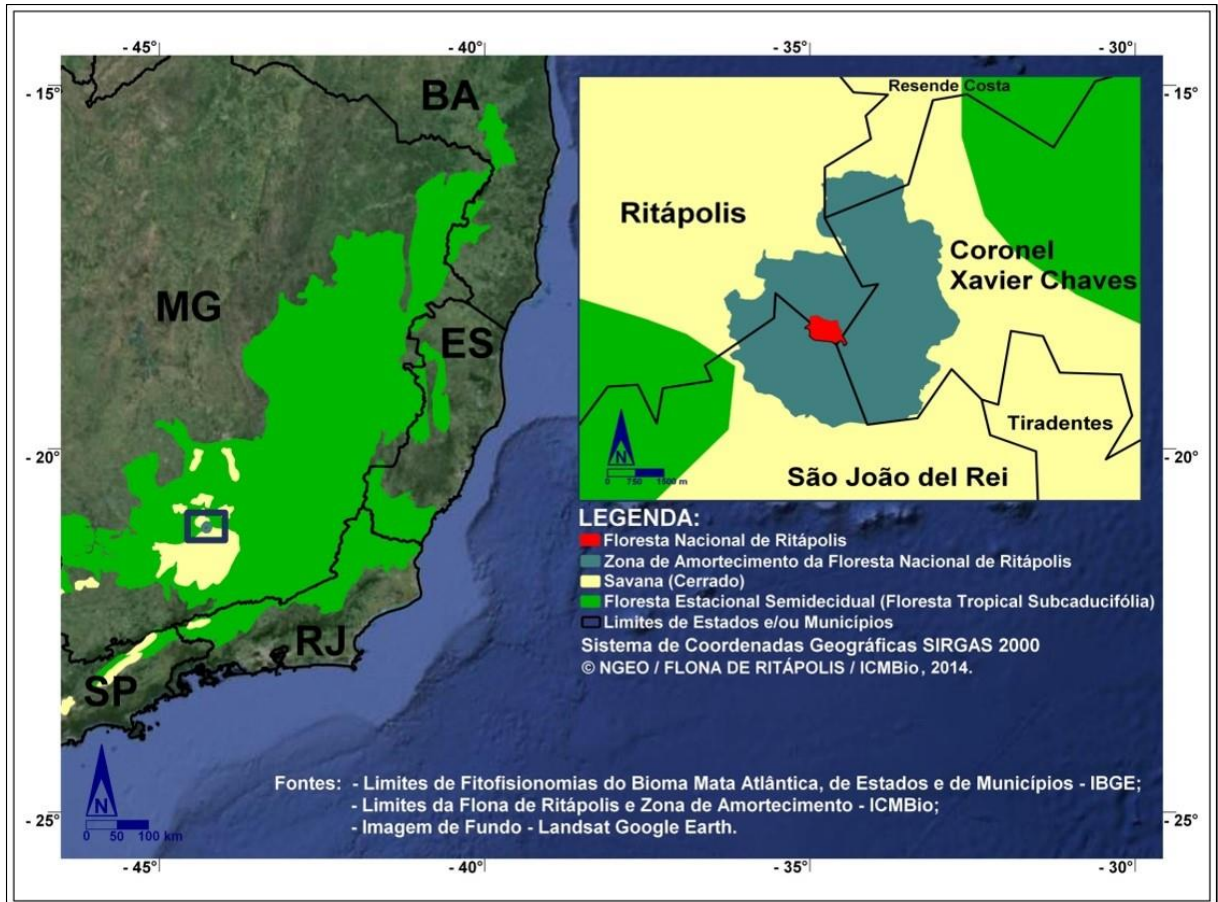 - 45°
- 40°
- 35°
- 30°
- 15°
- 15°
BA
Resende Costa
Ritápolis
Coronel
Xavier Chaves
MG
ES
Tiradentes
N
0 750 1500 m
São João del Rei
- 20°
- 20°
LEGENDA:
Floresta Nacional de Ritápolis
Zona de Amortecimento da Floresta Nacional de Ritápolis
Savana (Cerrado)
Floresta Estacional Semidecidual (Floresta Tropical Subcaducifólia)
Limites de Estados e/ou Municípios
Sistema de Coordenadas Geográficas SIRGAS 2000
© NGEO / FLONA DE RITÁPOLIS / ICMBio, 2014.
RJ
SP
N
0 50 100 km
Fontes: - Limites de Fitofisionomias do Bioma Mata Atlântica, de Estados e de Municípios - IBGE;
- Limites da Flona de Ritápolis e Zona de Amortecimento - ICMBio;
- Imagem de Fundo - Landsat Google Earth.
- 25°
- 25°
- 45°
- 40°
- 35°
- 30°